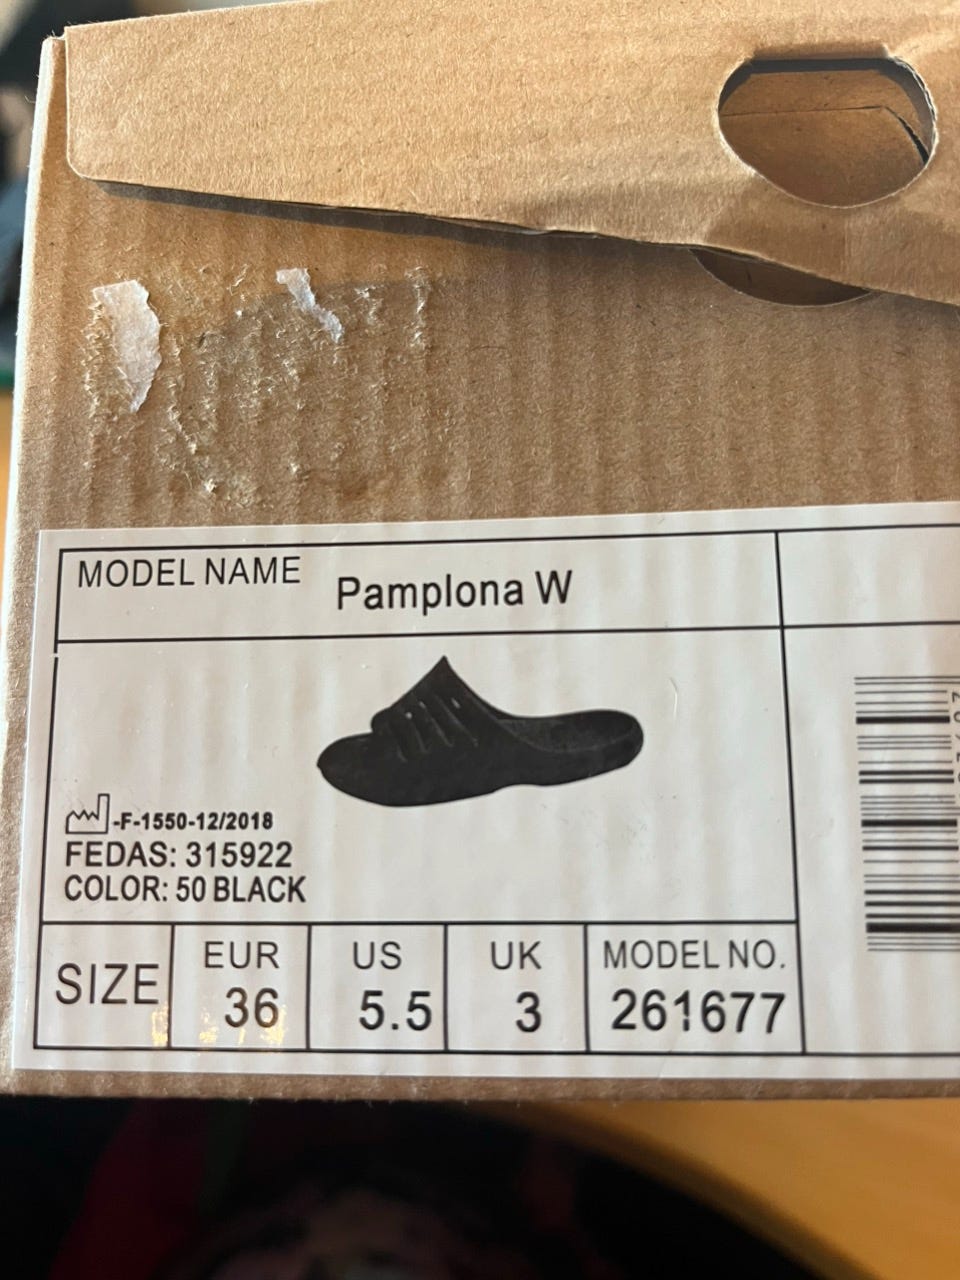 MODEL NAME
Pamplona W
-F-1550-12/2018
FEDAS: 315922
COLOR: 50 BLACK
SIZE
EUR
36
US
5.5
UK
3
MODEL NO.
261677